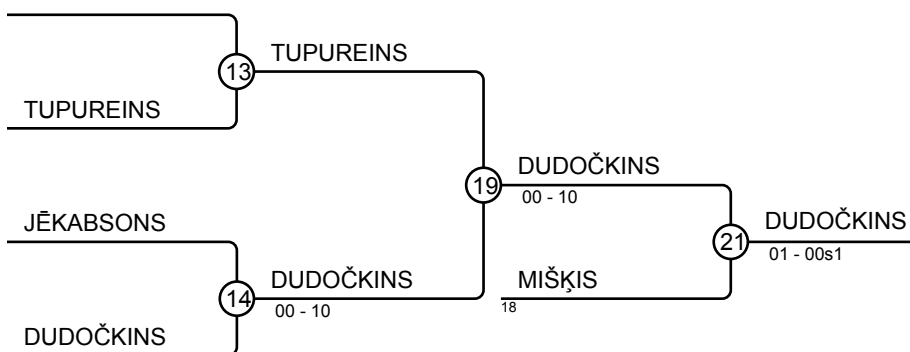 TUPUREINS
13
TUPUREINS
DUDOČKINS
19
00 - 10
JĒKABSONS
DUDOČKINS
21
01 - 00s1
DUDOČKINS
14
00 - 10
MIŠĶIS
18
DUDOČKINS